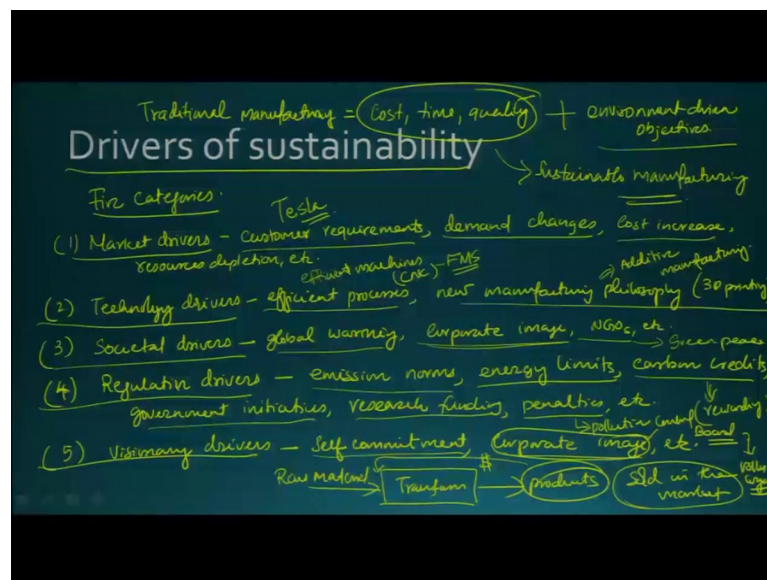 Traditional manufactury = Cost, time, quality + environment driven
objectives
Drivers of sustainability
Sustainable manufacturing
Five Categories.
Tesla
(1) Market drivers - customer requirements, demand changes, Cost increase,
resources depletion, etc.
efficient machines
(CNC) - FMS
Additive
manufacturing.
(2) Technology drivers - efficient processes, new manufacturing philosophy (3D printing
(3) Societal drivers - global warming, Corporate image, NGOs, etc.
Green peace
(4) Regulative drivers - emission norms, energy limits, carbon credits,
government initiatives, research funding, penalties, etc.
pollution Control
Board
(rewarding
(5) Visionary drivers - Self commitment, Corporate image, etc.
$
Raw Material
Transform
products
Sold in the
market